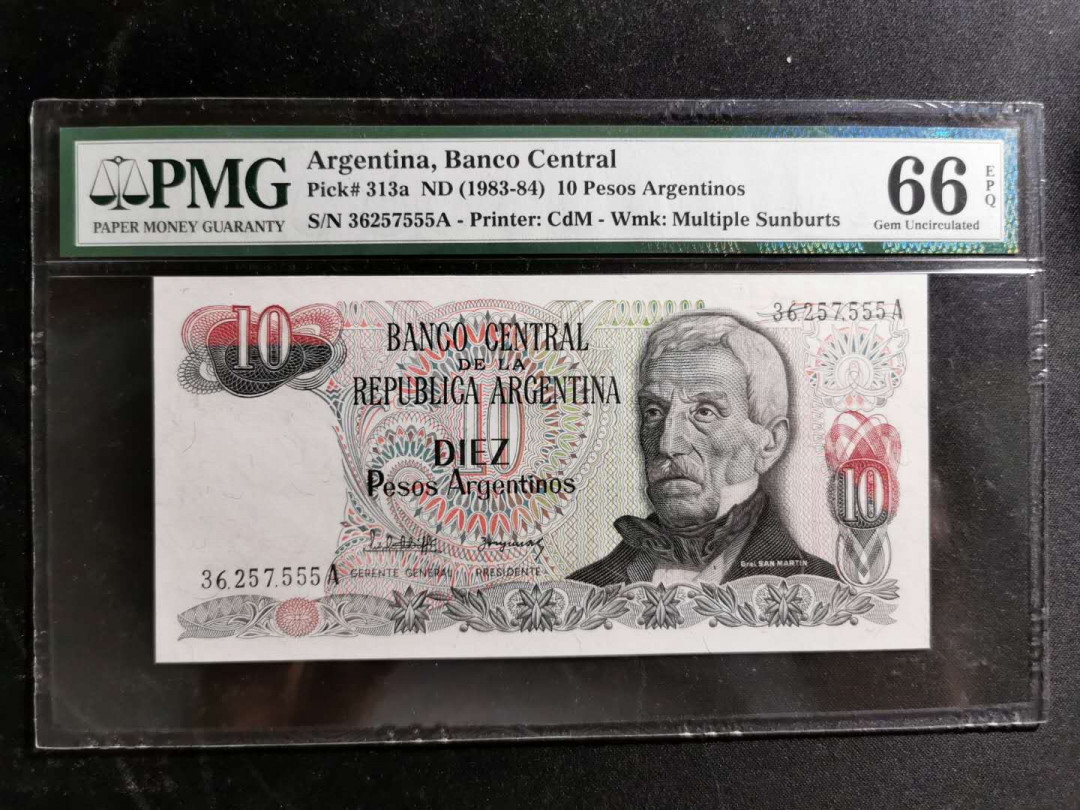 PMG
PAPER MONEY GUARANTY
Argentina, Banco Central
Pick# 313a ND (1983-84) 10 Pesos Argentinos
S/N 36257555A - Printer: CdM - Wmk: Multiple Sunburts
66
EPQ
Gem Uncirculated
10
36.257.555 A
BANCO CENTRAL
DE LA
REPUBLICA ARGENTINA
10
DIEZ
Pesos Argentinos
10
GERENTE GENERAL
PRESIDENTE
Gral. SAN MARTIN
36.257.555 A
10